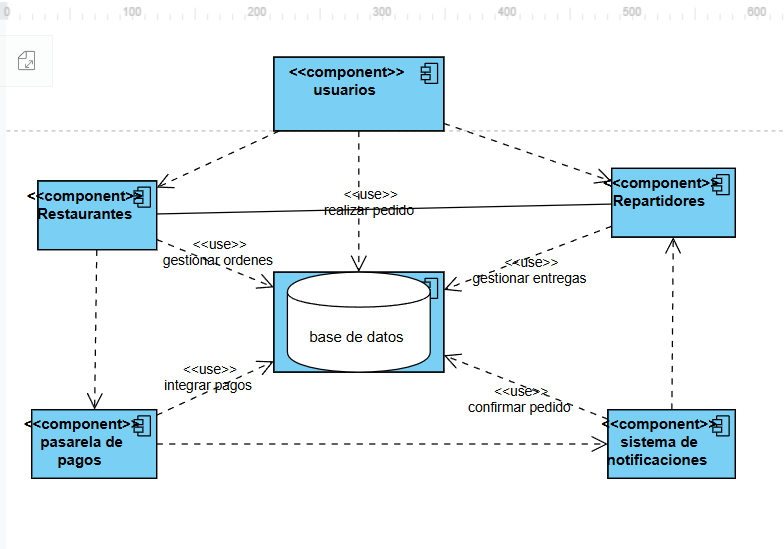 0 100 200 300 400 500 600
<<component>>
usuarios
<<component>>
Restaurantes
<<use>>
realizar pedido
<<component>>
Repartidores
<<use>>
gestionar ordenes
<<use>>
gestionar entregas
base de datos
<<use>>
integrar pagos
<<use>>
confirmar pedido
<<component>>
pasarela de
pagos
<<component>>
sistema de
notificaciones